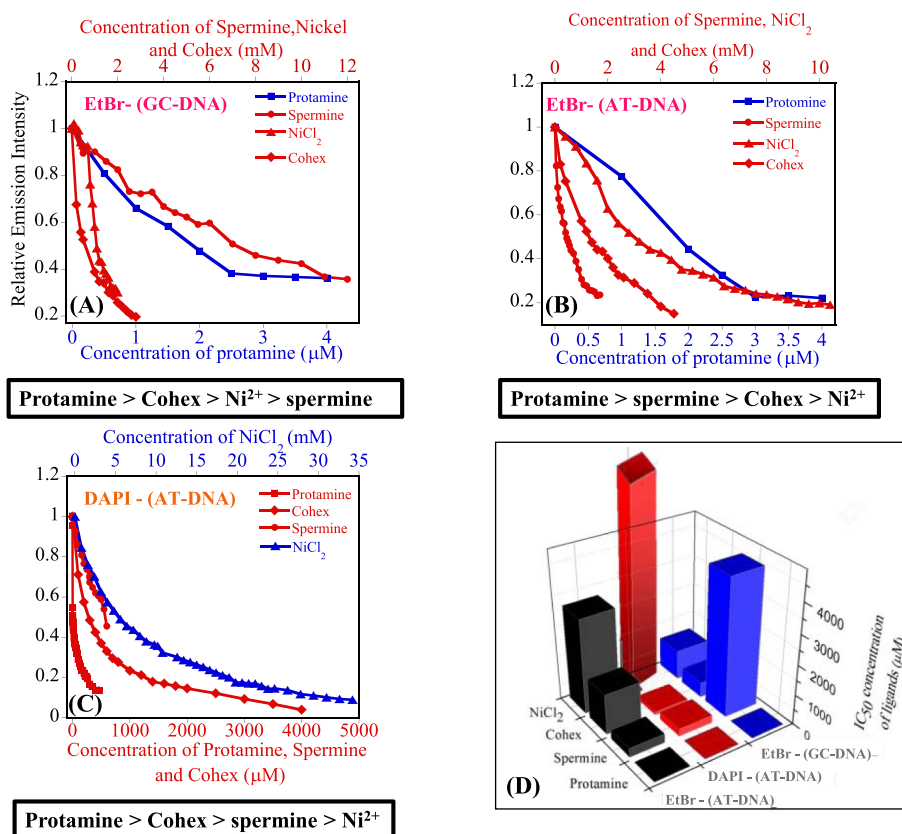 Concentration of Spermine,Nickel
and Cohex (mM)
0 2 4 6 8 10 12
1.2
1
0.8
0.6
0.4
0.2
Relative Emission Intensity
EtBr- (GC-DNA)
Protamine
Spermine
NiCl2
Cohex
(A)
0 1 2 3 4
Concentration of protamine (μM)
Protamine > Cohex > Ni2+ > spermine
Concentration of Spermine, NiCl2
and Cohex (mM)
0 2 4 6 8 10
1.2
1
0.8
0.6
0.4
0.2
EtBr- (AT-DNA)
Protomine
Spermine
NiCl2
Cohex
(B)
0 0.5 1 1.5 2 2.5 3 3.5 4
Concentration of protamine (μM)
Protamine > spermine > Cohex > Ni2+
Concentration of NiCl2 (mM)
0 5 10 15 20 25 30 35
1.2
1
0.8
0.6
0.4
0.2
0
DAPI - (AT-DNA)
Protamine
Cohex
Spermine
NiCl2
(C)
0 1000 2000 3000 4000 5000
Concentration of Protamine, Spermine
and Cohex (μM)
Protamine > Cohex > spermine > Ni2+
4000
3000
2000
1000
0
IC50 concentration
of ligands (μM)
NiCl2
Cohex
Spermine
Protamine
EtBr - (GC-DNA)
DAPI - (AT-DNA)
EtBr - (AT-DNA)
(D)